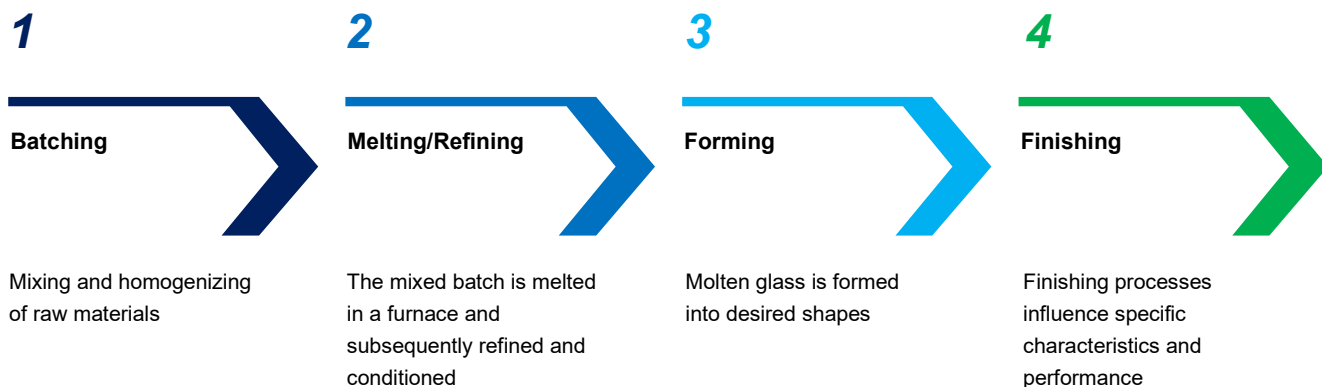 1
2
3
4
Batching
Melting/Refining
Forming
Finishing
Mixing and homogenizing
of raw materials
The mixed batch is melted
in a furnace and
subsequently refined and
conditioned
Molten glass is formed
into desired shapes
Finishing processes
influence specific
characteristics and
performance